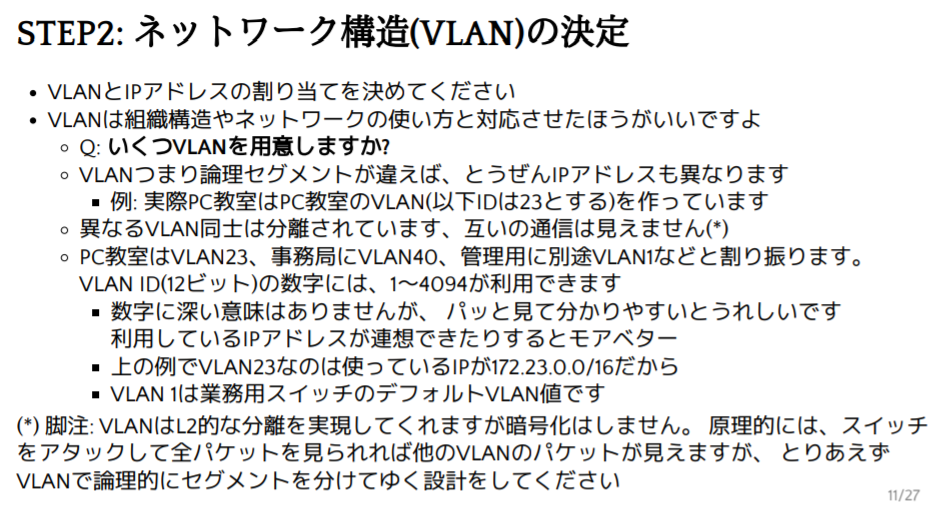 STEP2: ネットワーク構造(VLAN)の決定
• VLANとIPアドレスの割り当てを決めてください
• VLANは組織構造やネットワークの使い方と対応させたほうがいいですよ
◦ Q: いくつVLANを用意しますか?
◦ VLANつまり論理セグメントが違えば、とうぜんIPアドレスも異なります
▪ 例: 実際PC教室はPC教室のVLAN(以下IDは23とする)を作っています
◦ 異なるVLAN同士は分離されています、互いの通信は見えません(*)
◦ PC教室はVLAN23、事務局にVLAN40、管理用に別途VLAN1などと割り振ります。
VLAN ID(12ビット)の数字には、1〜4094が利用できます
▪ 数字に深い意味はありませんが、 パッと見て分かりやすいとうれしいです
利用しているIPアドレスが連想できたりするとモアベター
▪ 上の例でVLAN23なのは使っているIPが172.23.0.0/16だから
▪ VLAN 1は業務用スイッチのデフォルトVLAN値です
(*) 脚注: VLANはL2的な分離を実現してくれますが暗号化はしません。 原理的には、スイッチ
をアタックして全パケットを見られれば他のVLANのパケットが見えますが、 とりあえず
VLANで論理的にセグメントを分けてゆく設計をしてください
11/27